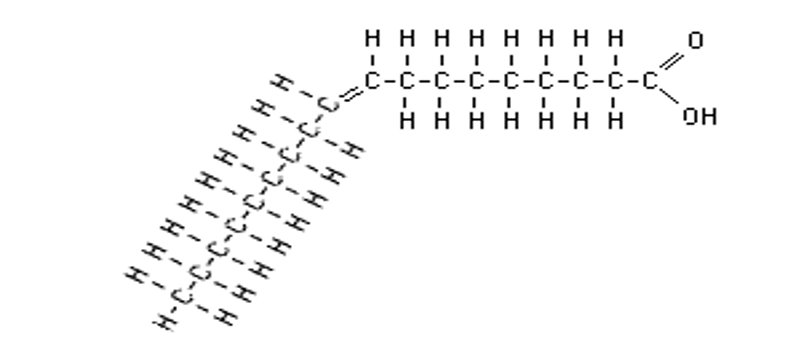 H H H H H H H H O
C-C-C-C-C-C-C-C-C
H H H H H H H OH
H H H H H H H H H
C=C-C-C-C-C-C-C-C-C-H
H H H H H H H H